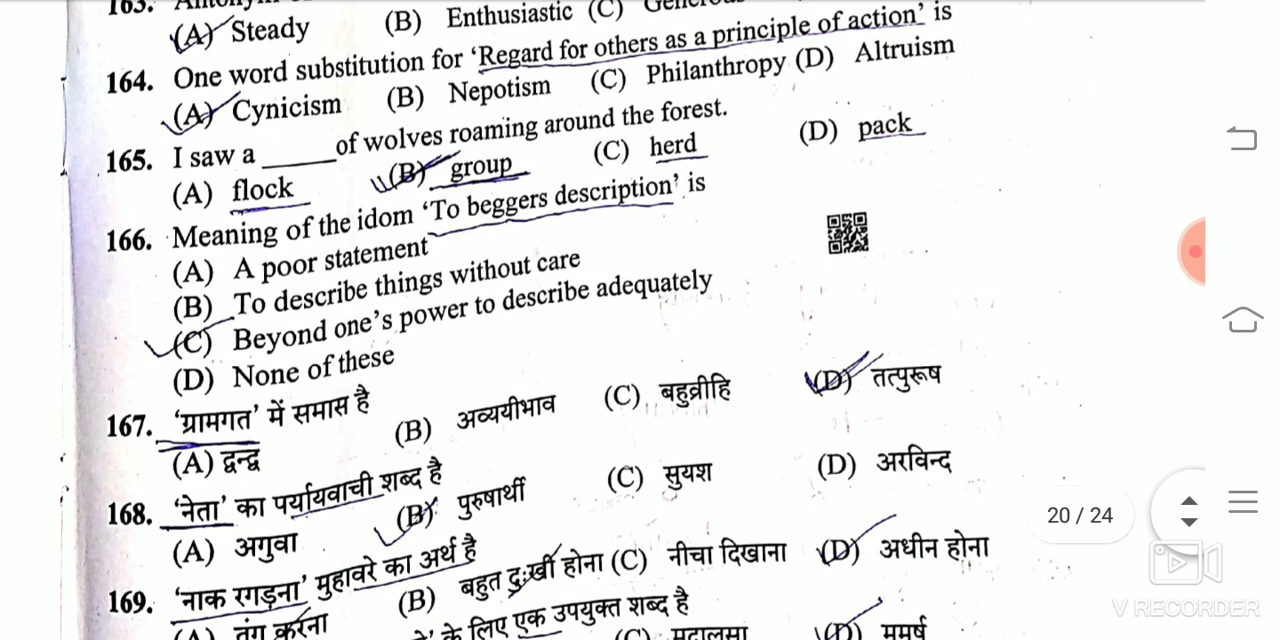 163.
(A) Steady (B) Enthusiastic (C)
164. One word substitution for ‘Regard for others as a principle of action’ is
(A) Cynicism (B) Nepotism (C) Philanthropy (D) Altruism
165. I saw a ______ of wolves roaming around the forest.
(A) flock (B) group (C) herd (D) pack
166. Meaning of the idom ‘To beggers description’ is
(A) A poor statement
(B) To describe things without care
(C) Beyond one’s power to describe adequately
(D) None of these
167. ‘ग्रामगत’ में समास है
(A) द्वन्द्व (B) अव्ययीभाव (C) बहुव्रीहि (D) तत्पुरूष
168. ‘नेता’ का पर्यायवाची शब्द है
(A) अगुवा (B) पुरुषार्थी (C) सुयश (D) अरविन्द
169. ‘नाक रगड़ना’ मुहावरे का अर्थ है
(A) तंग करना (B) बहुत दुःखी होना (C) नीचा दिखाना (D) अधीन होना
के लिए एक उपयुक्त शब्द है
(C) (D)
20 / 24
V RECORDER